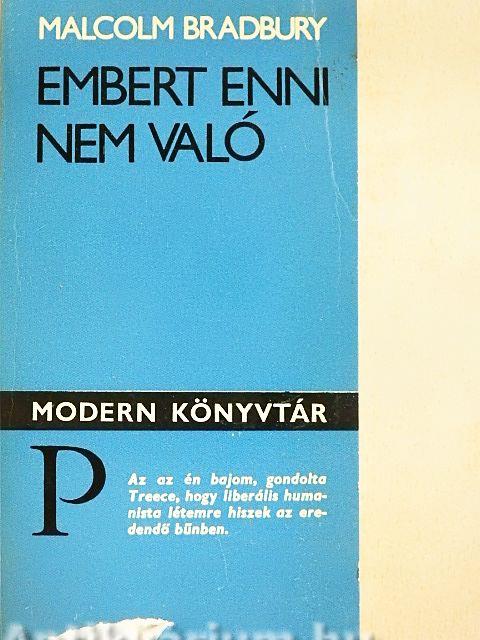 MALCOLM BRADBURY
EMBERT ENNI
NEM VALÓ
MODERN KÖNYVTÁR
P
Az az én bajom, gondolta
Treece, hogy liberális huma-
nista létemre hiszek az ere-
dendő bűnben.